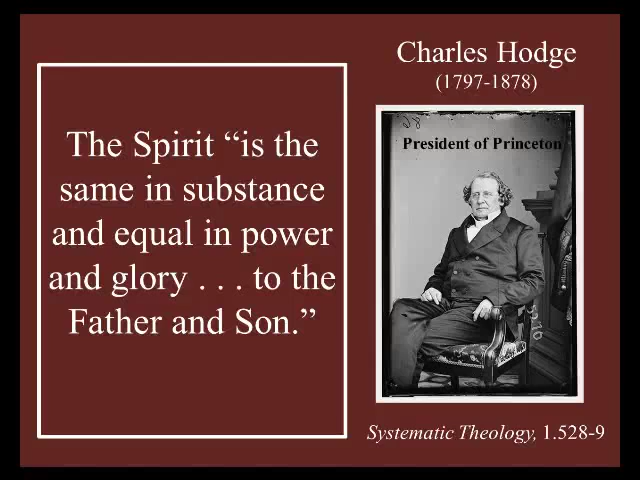 The Spirit “is the
same in substance
and equal in power
and glory . . . to the
Father and Son.”
Charles Hodge
(1797-1878)
President of Princeton
Systematic Theology, 1.528-9